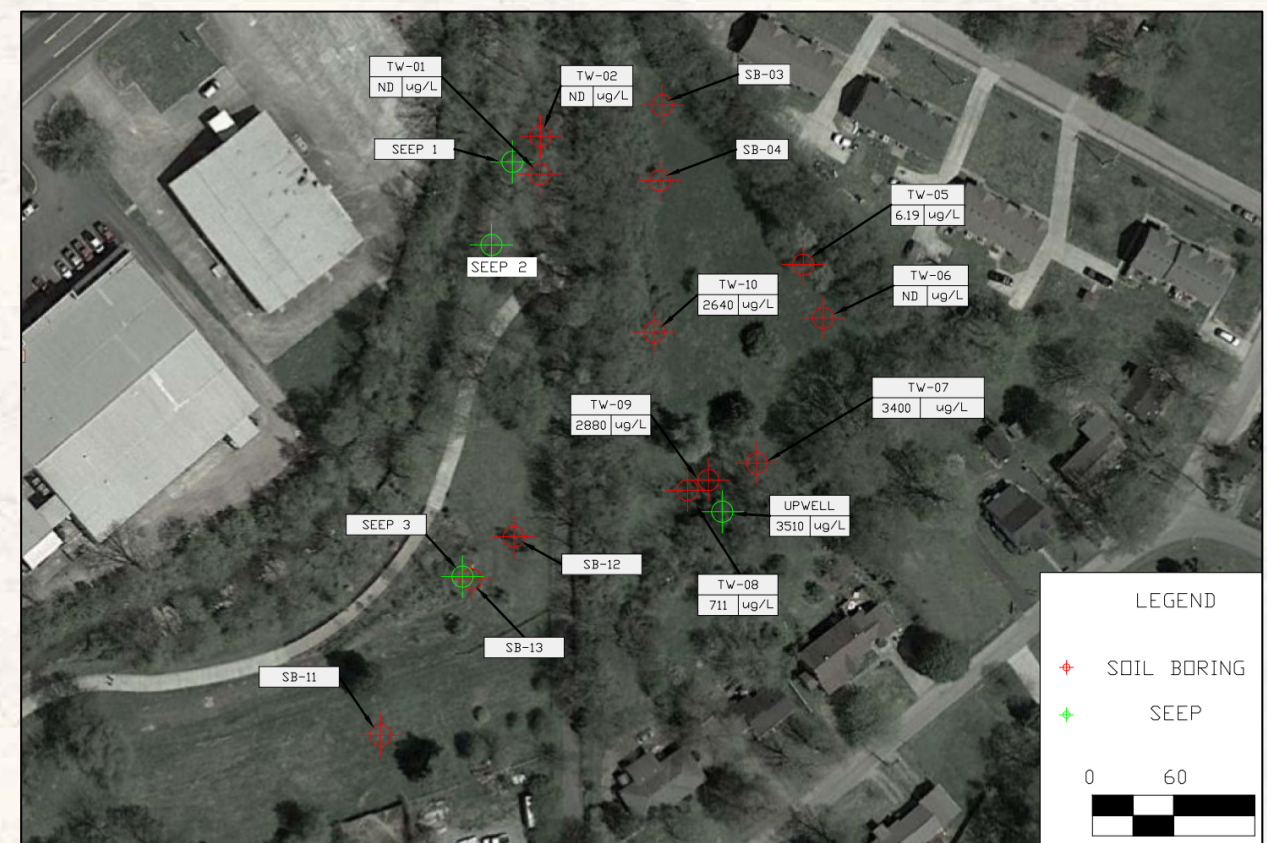 TW-01
ND ug/L
TW-02
ND ug/L
SB-03
SEEP 1
SB-04
TW-05
6.19 ug/L
SEEP 2
TW-06
ND ug/L
TW-10
2640 ug/L
TW-07
3400 ug/L
TW-09
2880 ug/L
UPWELL
3510 ug/L
SEEP 3
SB-12
TW-08
711 ug/L
SB-13
SB-11
LEGEND
SOIL BORING
SEEP
0 60